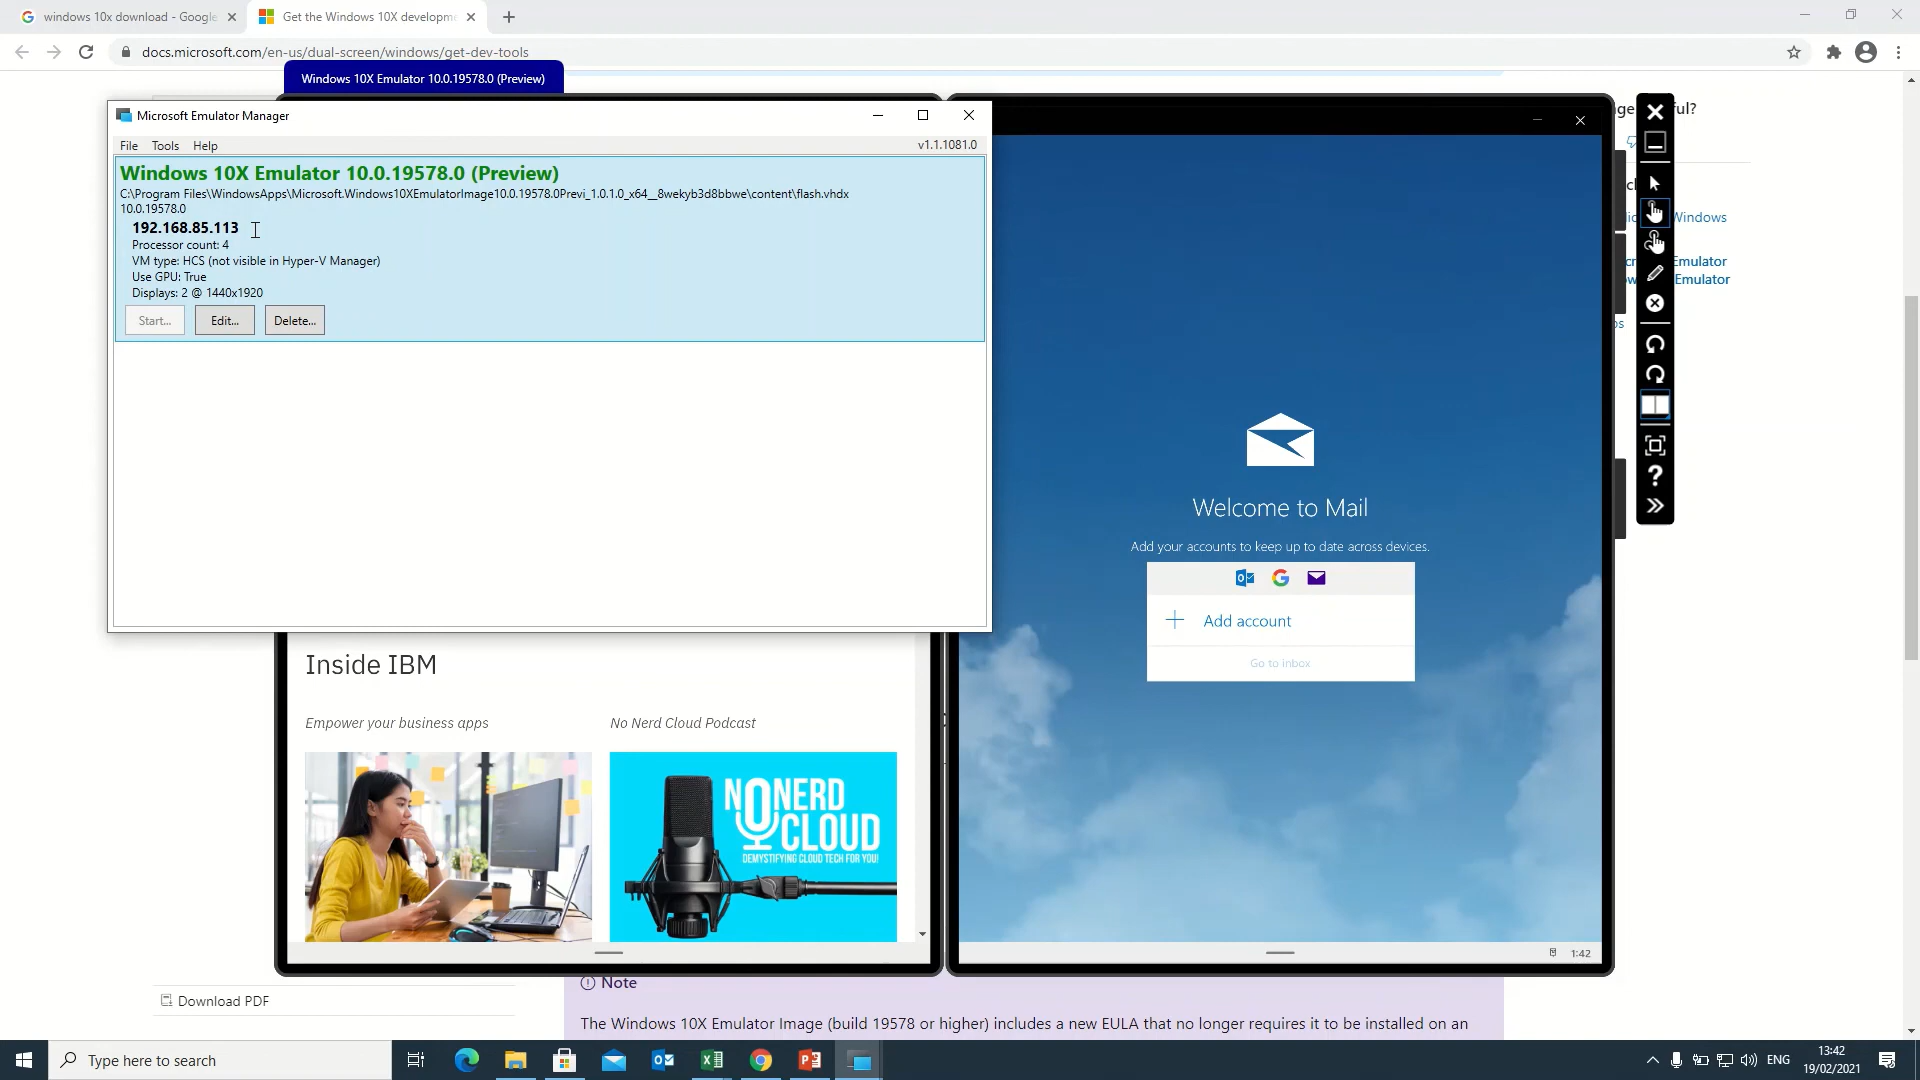 windows 10x download - Google
Get the Windows 10X developme
docs.microsoft.com/en-us/dual-screen/windows/get-dev-tools
Windows 10X Emulator 10.0.19578.0 (Preview)
Microsoft Emulator Manager
File Tools Help
v1.1.1081.0
Windows 10X Emulator 10.0.19578.0 (Preview)
C:\Program Files\WindowsApps\Microsoft.Windows10XEmulatorImage10.0.19578.0Previ_1.0.1.0_x64__8wekyb3d8bbwe\content\flash.vhdx
10.0.19578.0
192.168.85.113
Processor count: 4
VM type: HCS (not visible in Hyper-V Manager)
Use GPU: True
Displays: 2 @ 1440x1920
Start... Edit... Delete...
Windows
Emulator
Emulator
Welcome to Mail
Add your accounts to keep up to date across devices.
Add account
Go to inbox
1:42
Inside IBM
Empower your business apps
No Nerd Cloud Podcast
NO NERD
CLOUD
DEMYSTIFYING CLOUD TECH FOR YOU!
Download PDF
Note
The Windows 10X Emulator Image (build 19578 or higher) includes a new EULA that no longer requires it to be installed on an
Type here to search
ENG
13:42
19/02/2021